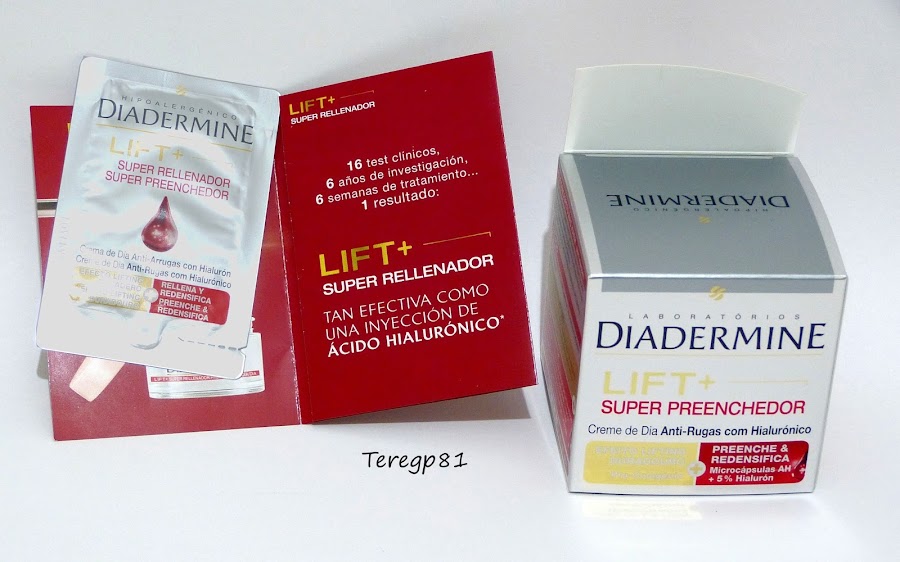 HIPOALERGÉNICO
DIADERMINE
LIFT+
SUPER RELLENADOR
SUPER PREENCHEDOR
Crema de Día Anti-Arrugas con Hialurón
Creme de Dia Anti-Rugas com Hialurónico
RELLENA Y
REDENSIFICA
PREENCHE &
REDENSIFICA
LIFT+
SUPER RELLENADOR
16 test clínicos,
6 años de investigación,
6 semanas de tratamiento...
1 resultado:
LIFT+
SUPER RELLENADOR
TAN EFECTIVA COMO
UNA INYECCIÓN DE
ÁCIDO HIALURÓNICO*
HIPOALERGÉNICO
DIADERMINE
LABORATÓRIOS
DIADERMINE
LIFT+
SUPER PREENCHEDOR
Creme de Dia Anti-Rugas com Hialurónico
PREENCHE &
REDENSIFICA
Microcápsulas AH
+ 5% Hialurón
Teregp81